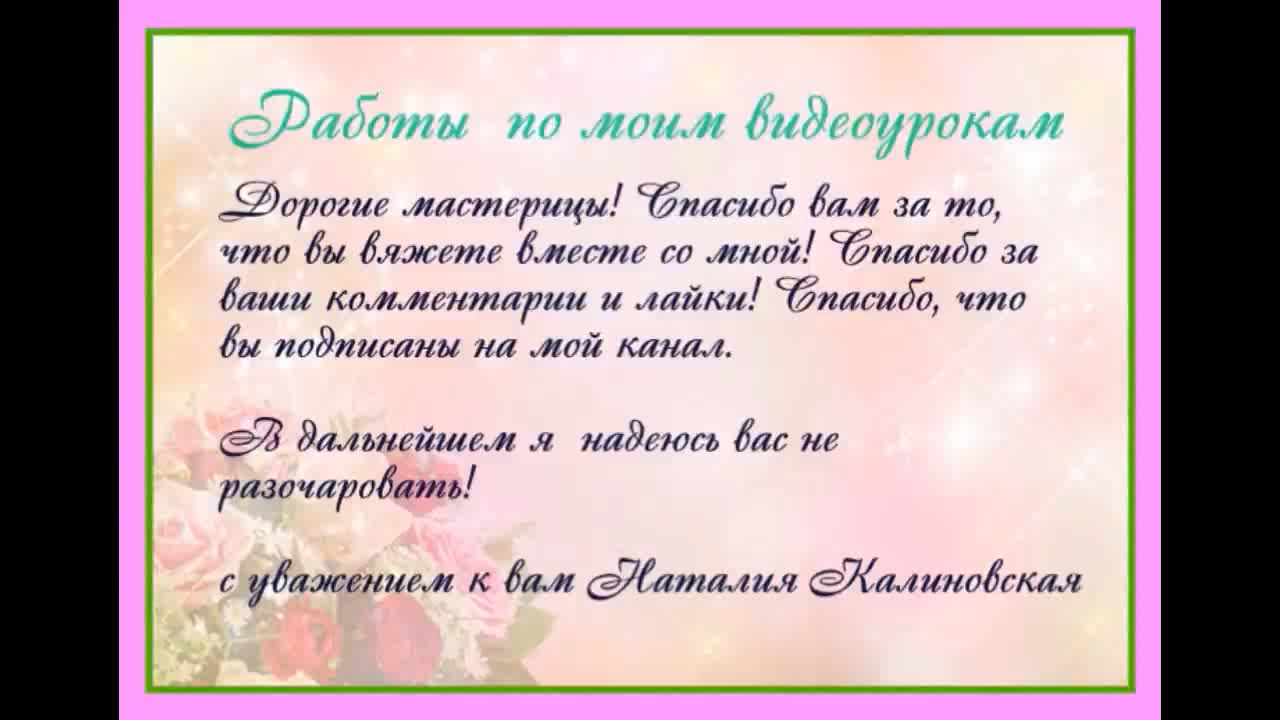 Работы по моим видеоурокам
Дорогие мастерицы! Спасибо вам за то,
что вы вяжете вместе со мной! Спасибо за
ваши комментарии и лайки! Спасибо, что
вы подписаны на мой канал.
В дальнейшем я надеюсь вас не
разочаровать!
с уважением к вам Наталия Калиновская